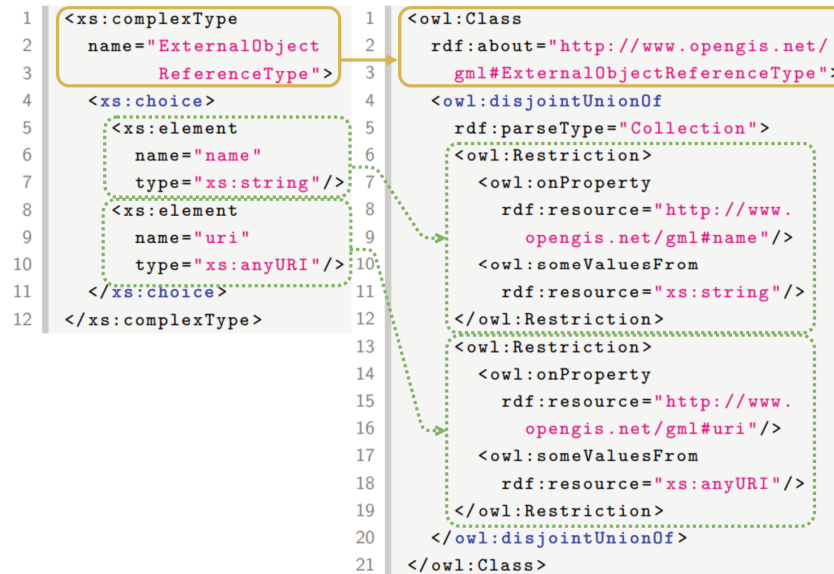 1 <xs:complexType
2 name="ExternalObject
3 ReferenceType">
4 <xs:choice>
5 <xs:element
6 name="name"
7 type="xs:string"/>
8 <xs:element
9 name="uri"
10 type="xs:anyURI"/>
11 </xs:choice>
12 </xs:complexType>
1 <owl:Class
2 rdf:about="http://www.opengis.net/
3 gml#ExternalObjectReferenceType">
4 <owl:disjointUnionOf
5 rdf:parseType="Collection">
6 <owl:Restriction>
7 <owl:onProperty
8 rdf:resource="http://www.
9 opengis.net/gml#name"/>
10 <owl:someValuesFrom
11 rdf:resource="xs:string"/>
12 </owl:Restriction>
13 <owl:Restriction>
14 <owl:onProperty
15 rdf:resource="http://www.
16 opengis.net/gml#uri"/>
17 <owl:someValuesFrom
18 rdf:resource="xs:anyURI"/>
19 </owl:Restriction>
20 </owl:disjointUnionOf>
21 </owl:Class>